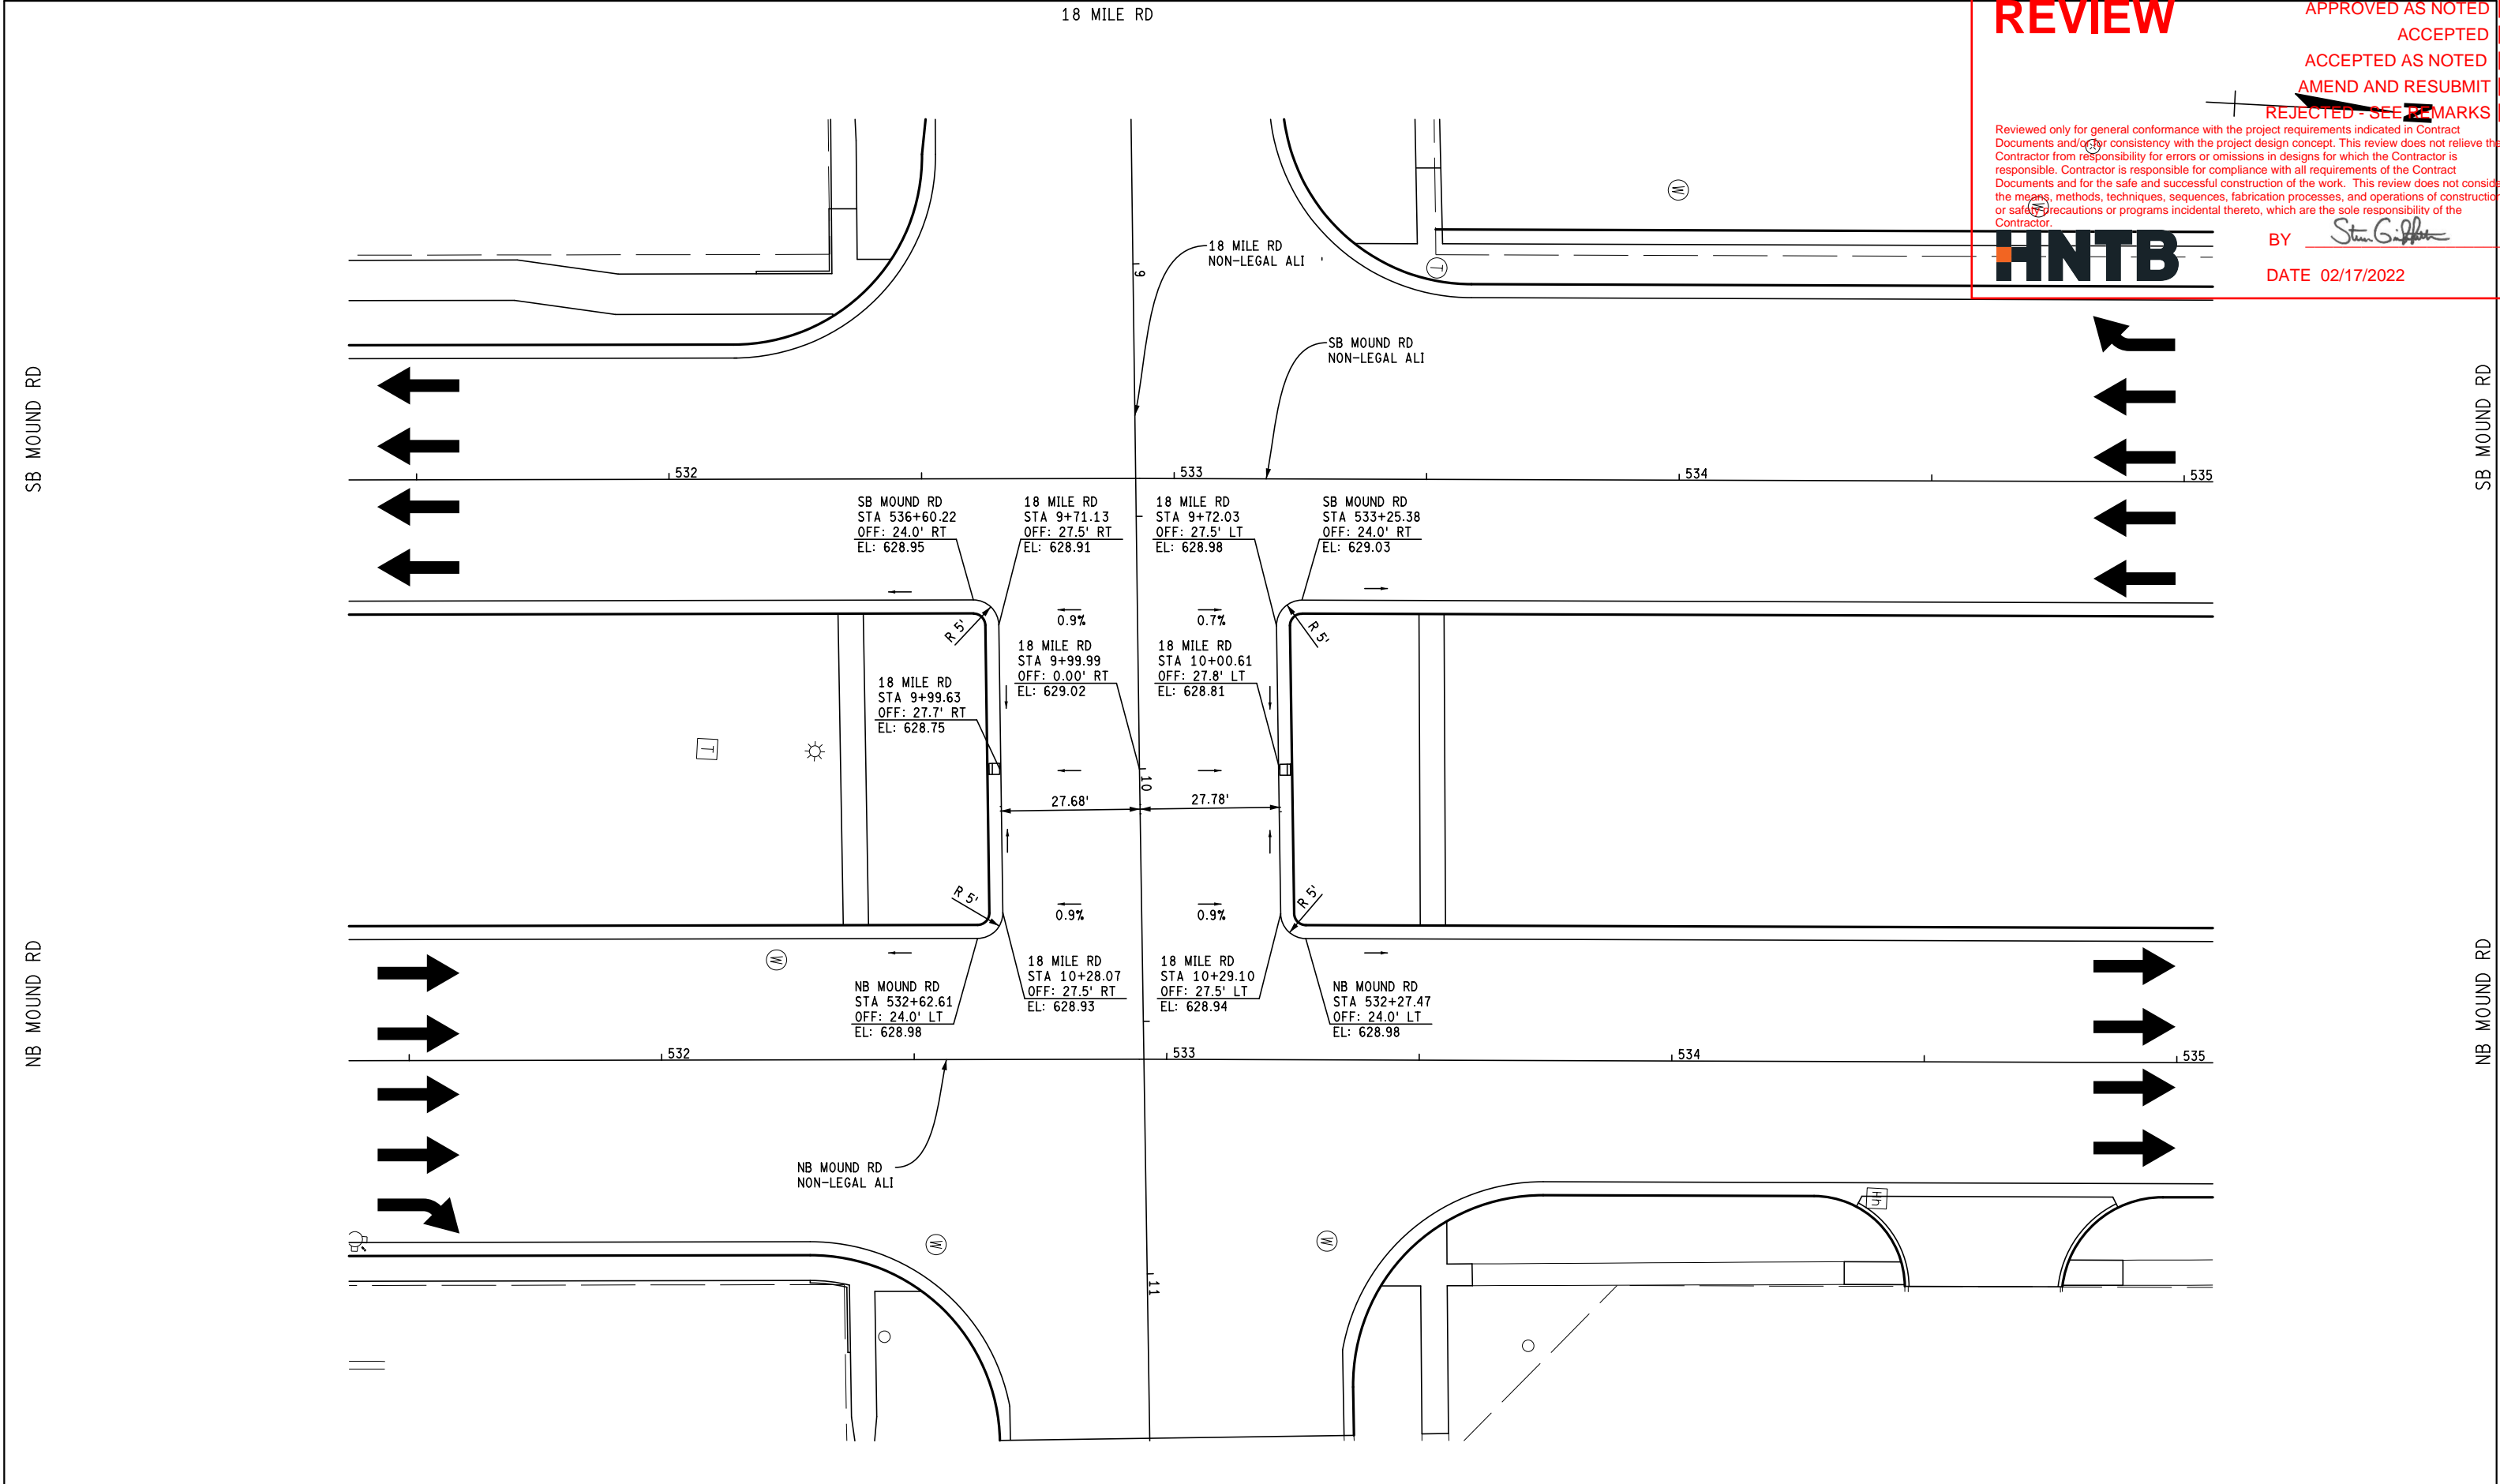 18 MILE RD
REVIEW
APPROVED AS NOTED
ACCEPTED
ACCEPTED AS NOTED
AMEND AND RESUBMIT
REJECTED - SEE REMARKS
N
Reviewed only for general conformance with the project requirements indicated in Contract
Documents and/or for consistency with the project design concept. This review does not relieve the
Contractor from responsibility for errors or omissions in designs for which the Contractor is
responsible. Contractor is responsible for compliance with all requirements of the Contract
Documents and for the safe and successful construction of the work. This review does not
the means, methods, techniques, sequences, fabrication processes, and operations of
or safety precautions or programs incidental thereto, which are the sole responsibility of the
Contractor.
HNTB
BY
DATE 02/17/2022
W
W
T
9
18 MILE RD
NON-LEGAL ALI
SB MOUND RD
NON-LEGAL ALI
SB MOUND RD
SB MOUND RD
532
533
534
535
SB MOUND RD
STA 536+60.22
OFF: 24.0' RT
EL: 628.95
18 MILE RD
STA 9+71.13
OFF: 27.5' RT
EL: 628.91
18 MILE RD
STA 9+72.03
OFF: 27.5' LT
EL: 628.98
SB MOUND RD
STA 533+25.38
OFF: 24.0' RT
EL: 629.03
R 5'
0.9%
0.7%
R 5'
18 MILE RD
STA 9+99.63
OFF: 27.7' RT
EL: 628.75
18 MILE RD
STA 9+99.99
OFF: 0.00' RT
EL: 629.02
18 MILE RD
STA 10+00.61
OFF: 27.8' LT
EL: 628.81
T
10
27.68'
27.78'
R 5'
0.9%
0.9%
R 5'
W
NB MOUND RD
STA 532+62.61
OFF: 24.0' LT
EL: 628.98
18 MILE RD
STA 10+28.07
OFF: 27.5' RT
EL: 628.93
18 MILE RD
STA 10+29.10
OFF: 27.5' LT
EL: 628.94
NB MOUND RD
STA 532+27.47
OFF: 24.0' LT
EL: 628.98
NB MOUND RD
NB MOUND RD
532
533
534
535
NB MOUND RD
NON-LEGAL ALI
Hh
W
W
11